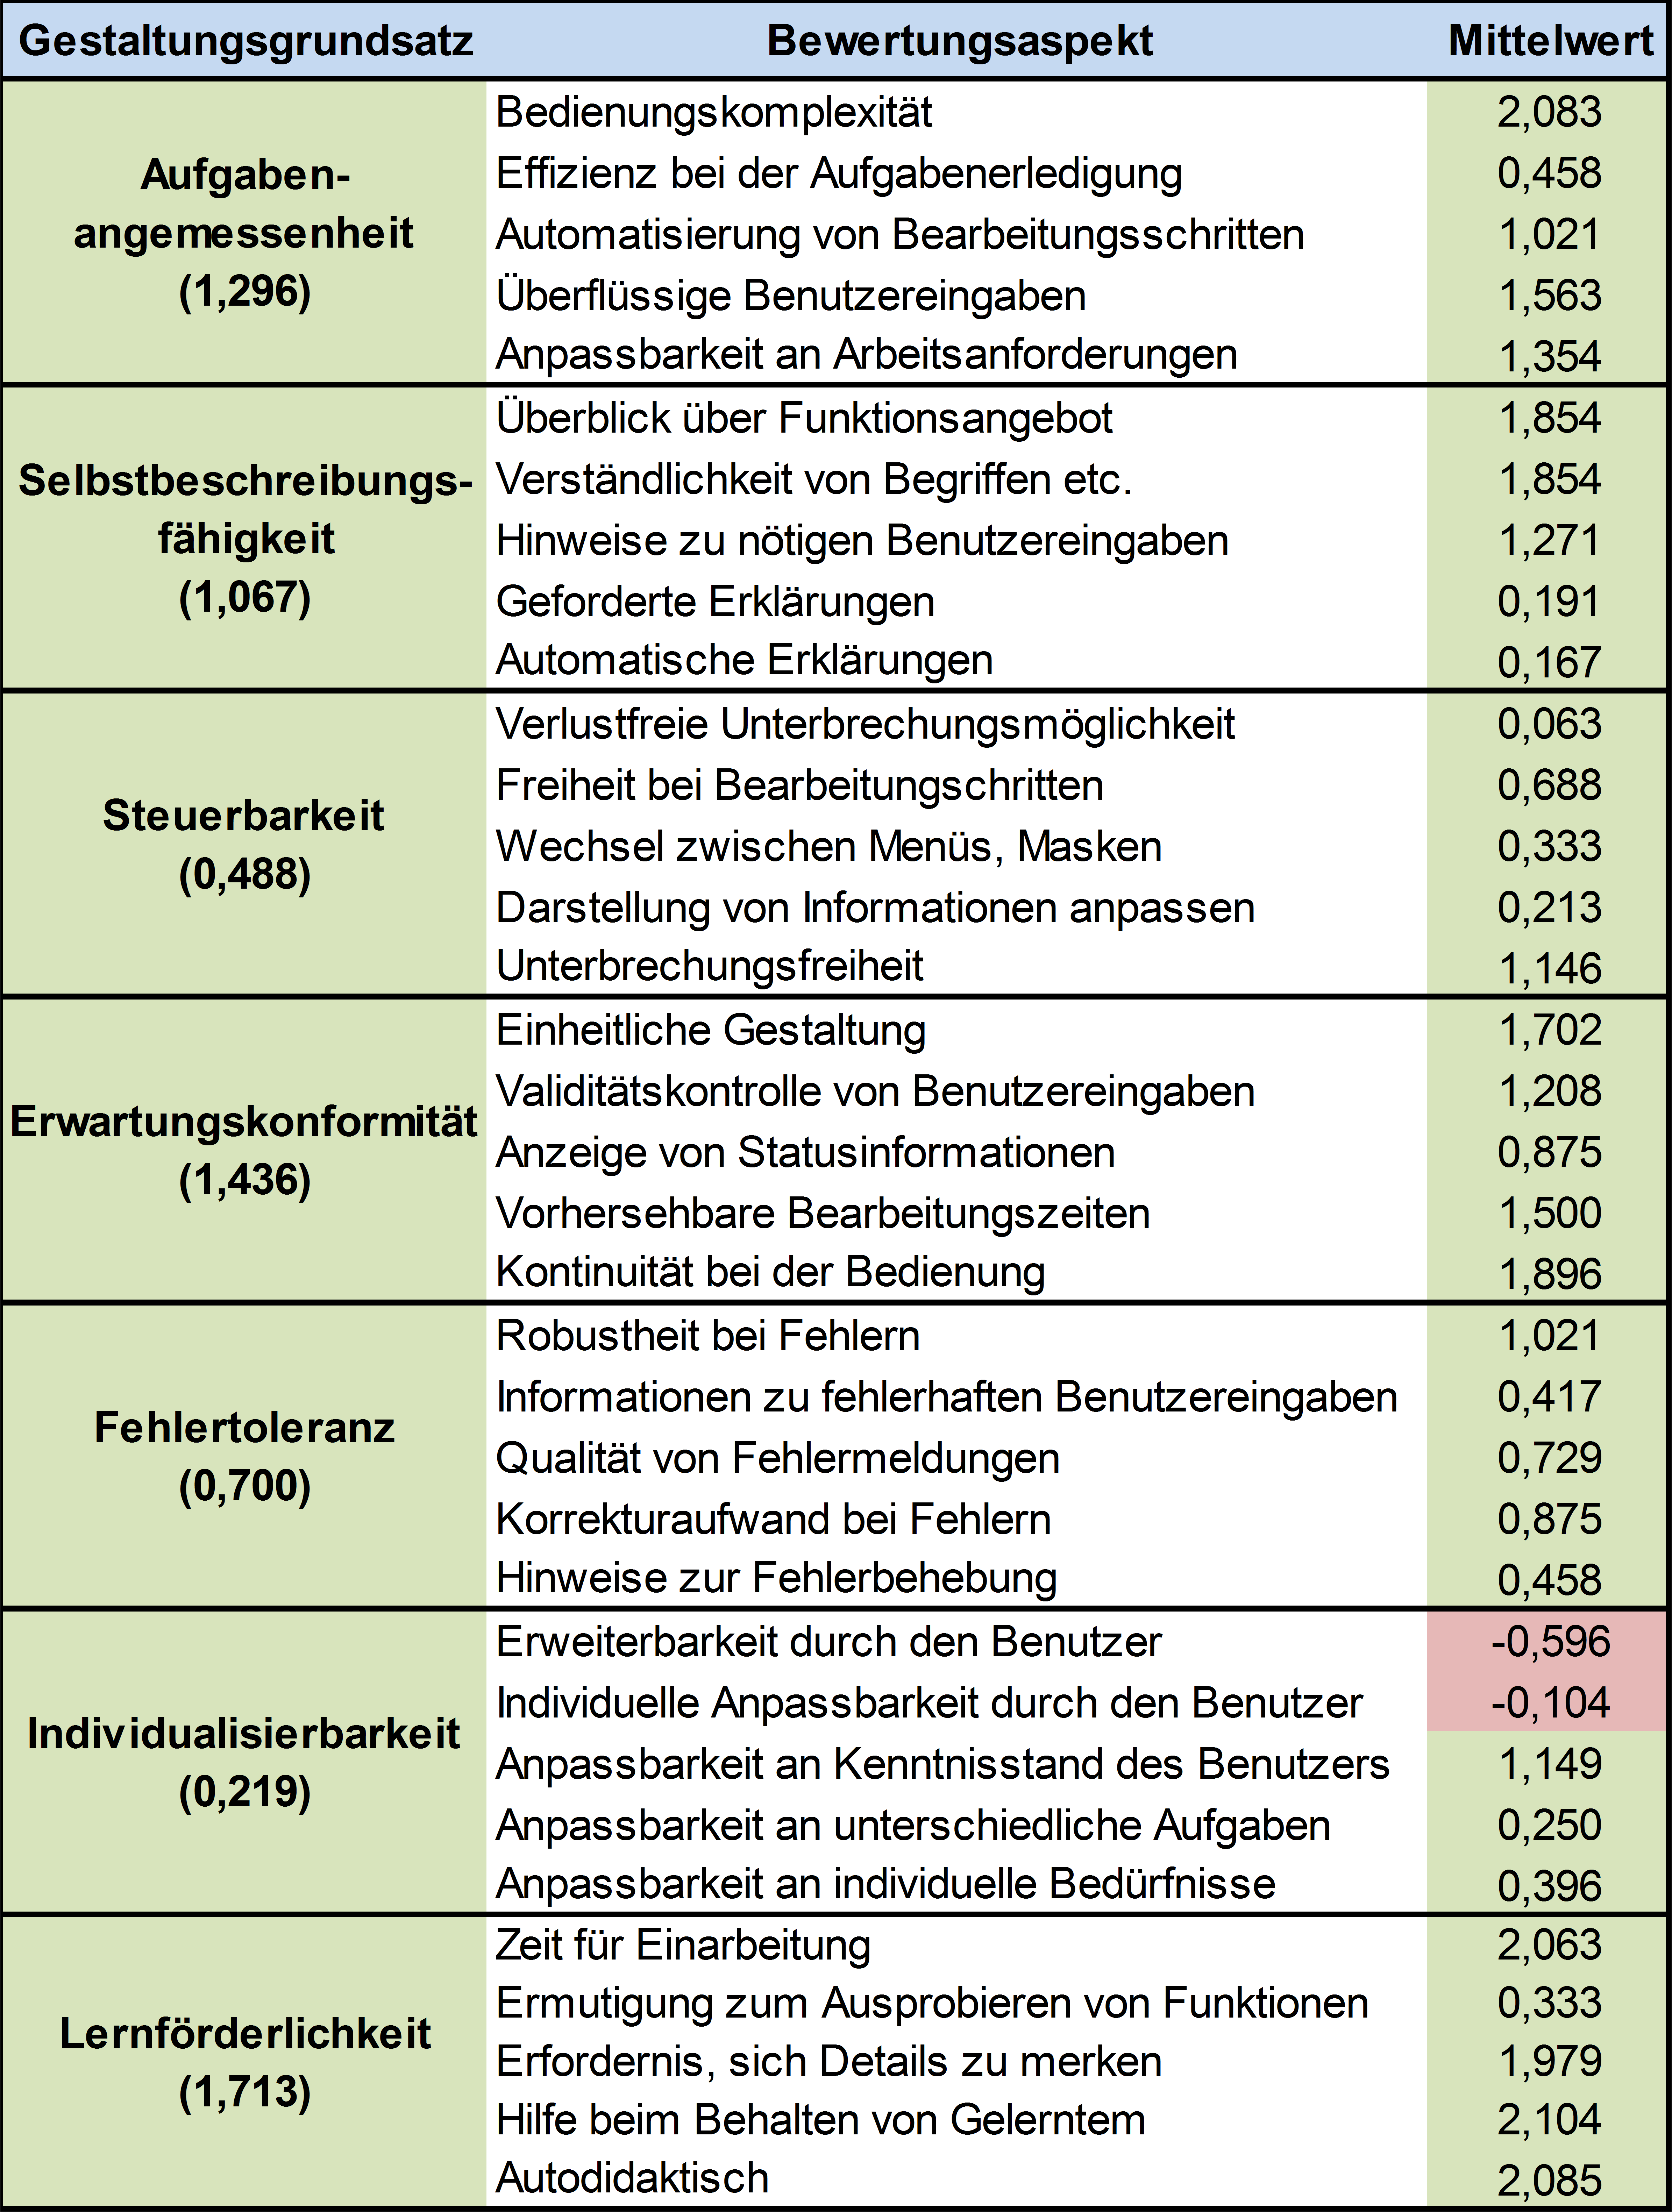 Gestaltungsgrundsatz Bewertungsaspekt Mittelwert
Aufgaben-
angemessenheit
(1,296)
Bedienungskomplexität 2,083
Effizienz bei der Aufgabenerledigung 0,458
Automatisierung von Bearbeitungsschritten 1,021
Überflüssige Benutzereingaben 1,563
Anpassbarkeit an Arbeitsanforderungen 1,354
Selbstbeschreibungs-
fähigkeit
(1,067)
Überblick über Funktionsangebot 1,854
Verständlichkeit von Begriffen etc. 1,854
Hinweise zu nötigen Benutzereingaben 1,271
Geforderte Erklärungen 0,191
Automatische Erklärungen 0,167
Steuerbarkeit
(0,488)
Verlustfreie Unterbrechungsmöglichkeit 0,063
Freiheit bei Bearbeitungschritten 0,688
Wechsel zwischen Menüs, Masken 0,333
Darstellung von Informationen anpassen 0,213
Unterbrechungsfreiheit 1,146
Erwartungskonformität
(1,436)
Einheitliche Gestaltung 1,702
Validitätskontrolle von Benutzereingaben 1,208
Anzeige von Statusinformationen 0,875
Vorhersehbare Bearbeitungszeiten 1,500
Kontinuität bei der Bedienung 1,896
Fehlertoleranz
(0,700)
Robustheit bei Fehlern 1,021
Informationen zu fehlerhaften Benutzereingaben 0,417
Qualität von Fehlermeldungen 0,729
Korrekturaufwand bei Fehlern 0,875
Hinweise zur Fehlerbehebung 0,458
Individualisierbarkeit
(0,219)
Erweiterbarkeit durch den Benutzer -0,596
Individuelle Anpassbarkeit durch den Benutzer -0,104
Anpassbarkeit an Kenntnisstand des Benutzers 1,149
Anpassbarkeit an unterschiedliche Aufgaben 0,250
Anpassbarkeit an individuelle Bedürfnisse 0,396
Lernförderlichkeit
(1,713)
Zeit für Einarbeitung 2,063
Ermutigung zum Ausprobieren von Funktionen 0,333
Erfordernis, sich Details zu merken 1,979
Hilfe beim Behalten von Gelerntem 2,104
Autodidaktisch 2,085